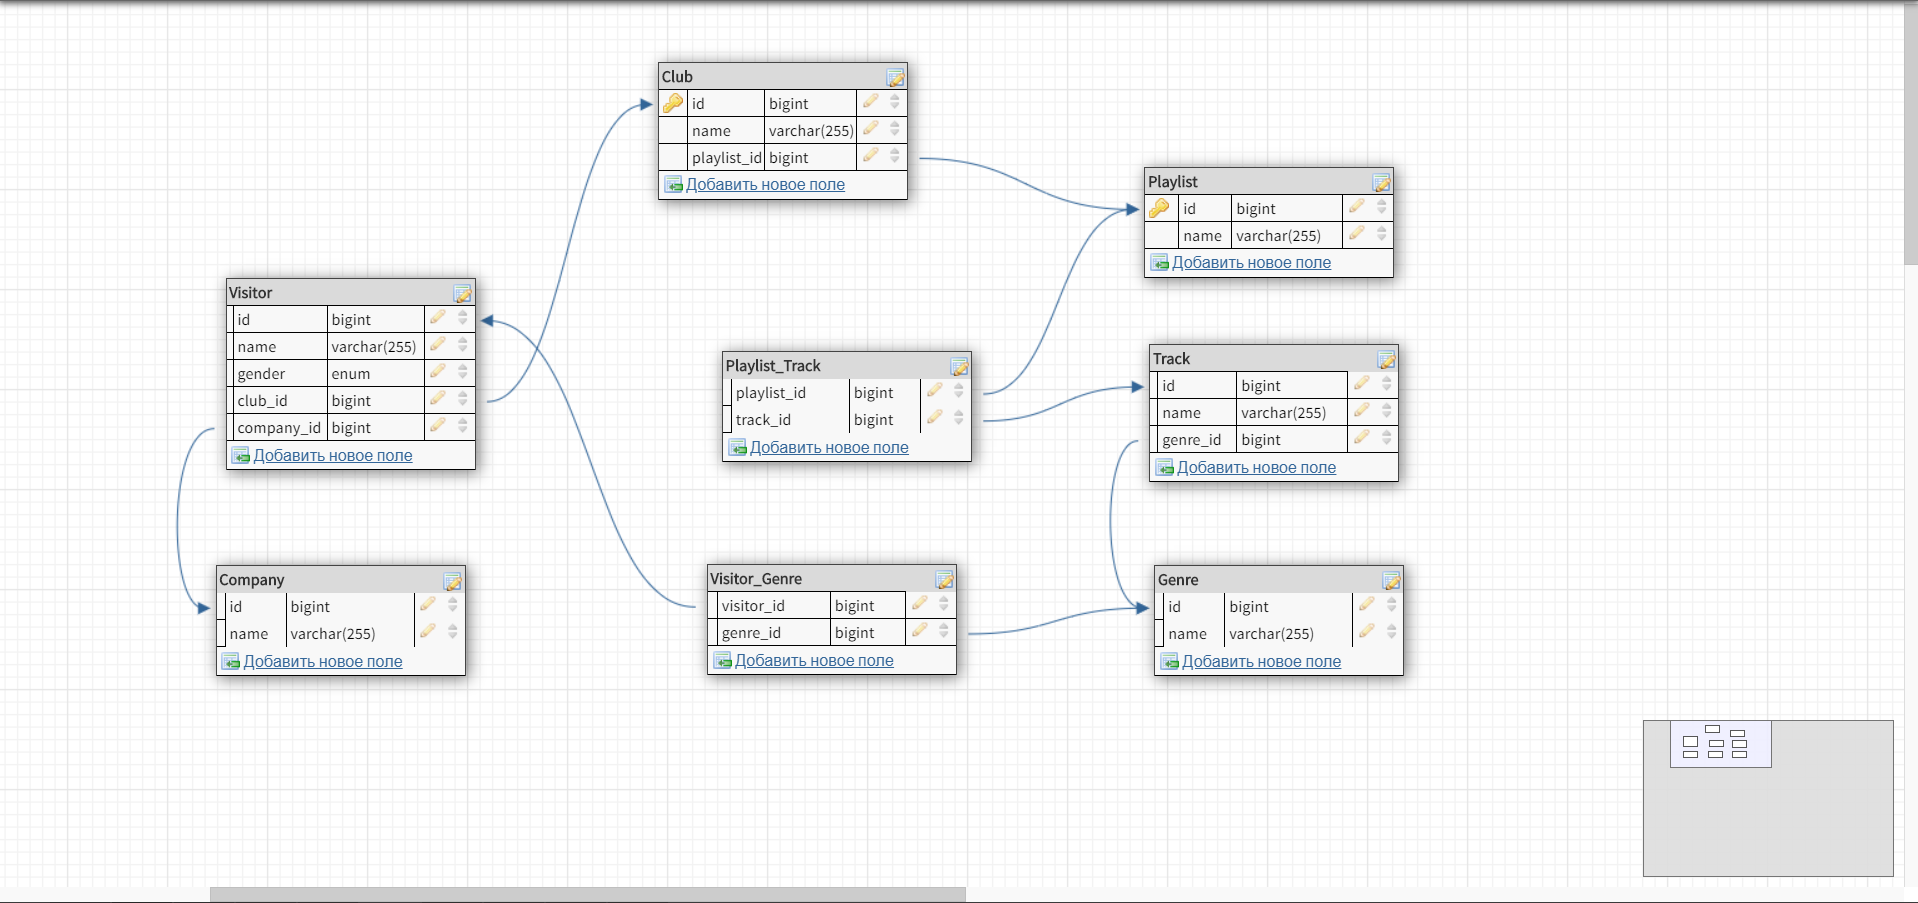 Club
id bigint
name varchar(255)
playlist_id bigint
Добавить новое поле
Playlist
id bigint
name varchar(255)
Добавить новое поле
Visitor
id bigint
name varchar(255)
gender enum
club_id bigint
company_id bigint
Добавить новое поле
Playlist_Track
playlist_id bigint
track_id bigint
Добавить новое поле
Track
id bigint
name varchar(255)
genre_id bigint
Добавить новое поле
Company
id bigint
name varchar(255)
Добавить новое поле
Visitor_Genre
visitor_id bigint
genre_id bigint
Добавить новое поле
Genre
id bigint
name varchar(255)
Добавить новое поле